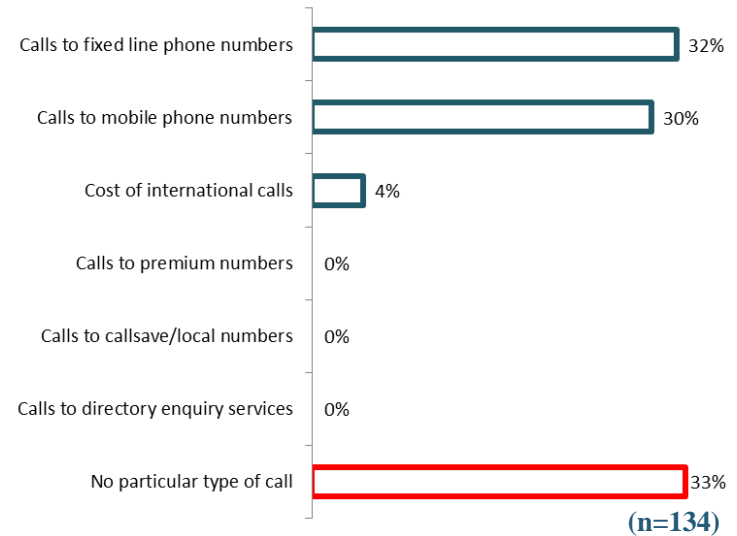 Calls to fixed line phone numbers 32%
Calls to mobile phone numbers 30%
Cost of international calls 4%
Calls to premium numbers 0%
Calls to callsave/local numbers 0%
Calls to directory enquiry services 0%
No particular type of call 33%
(n=134)